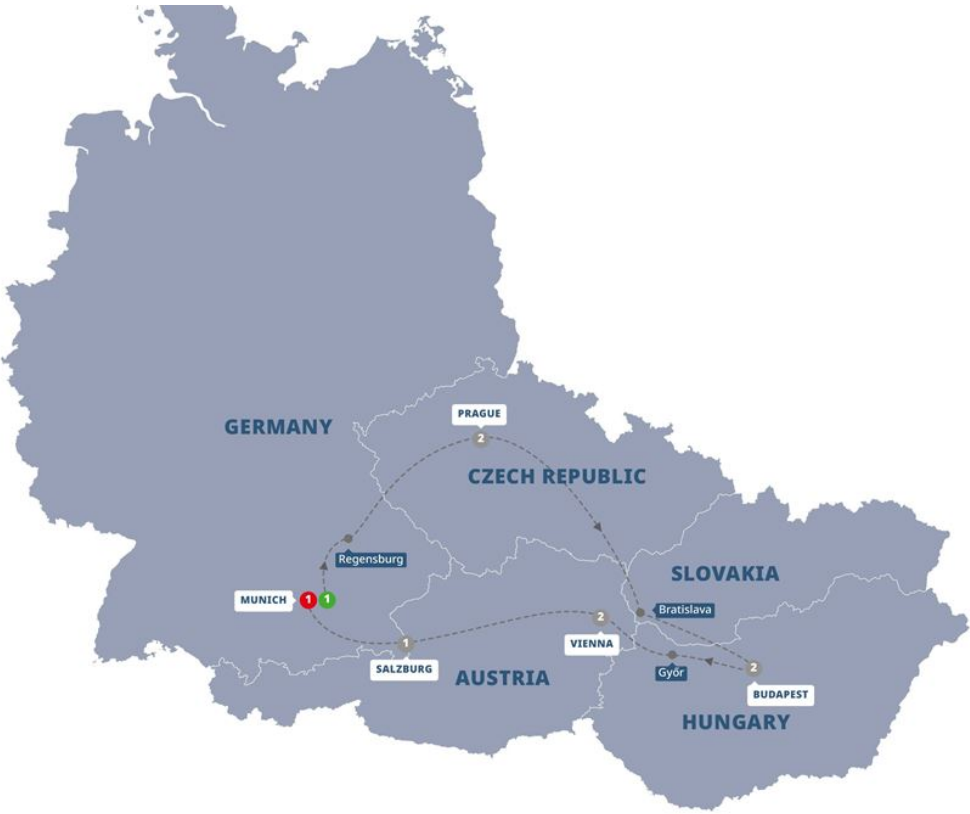 PRAGUE
2
GERMANY
CZECH REPUBLIC
Regensburg
SLOVAKIA
MUNICH 1 1
Bratislava
2
VIENNA
1
SALZBURG
Győr
2
BUDAPEST
AUSTRIA
HUNGARY